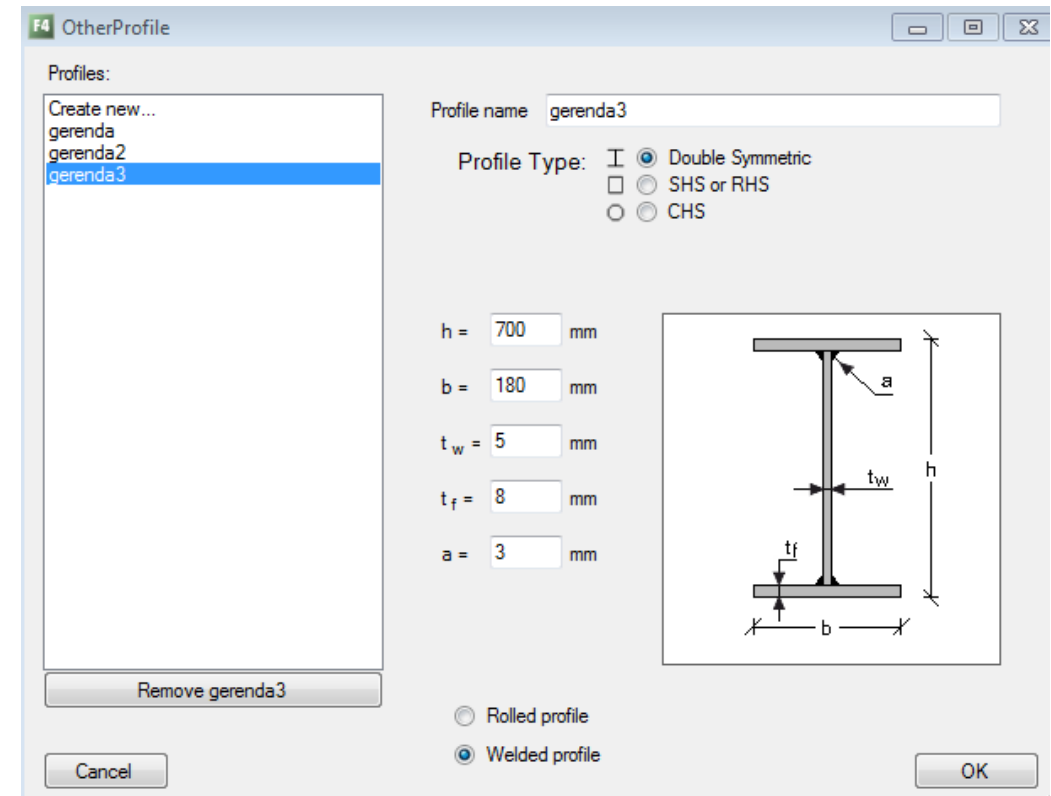 F4 OtherProfile
Profiles:
Create new...
gerenda
gerenda2
gerenda3
Remove gerenda3
Cancel
Profile name gerenda3
Profile Type: Double Symmetric
SHS or RHS
CHS
h = 700 mm
b = 180 mm
t w = 5 mm
t f = 8 mm
a = 3 mm
a
h
tw
tf
b
Rolled profile
Welded profile
OK